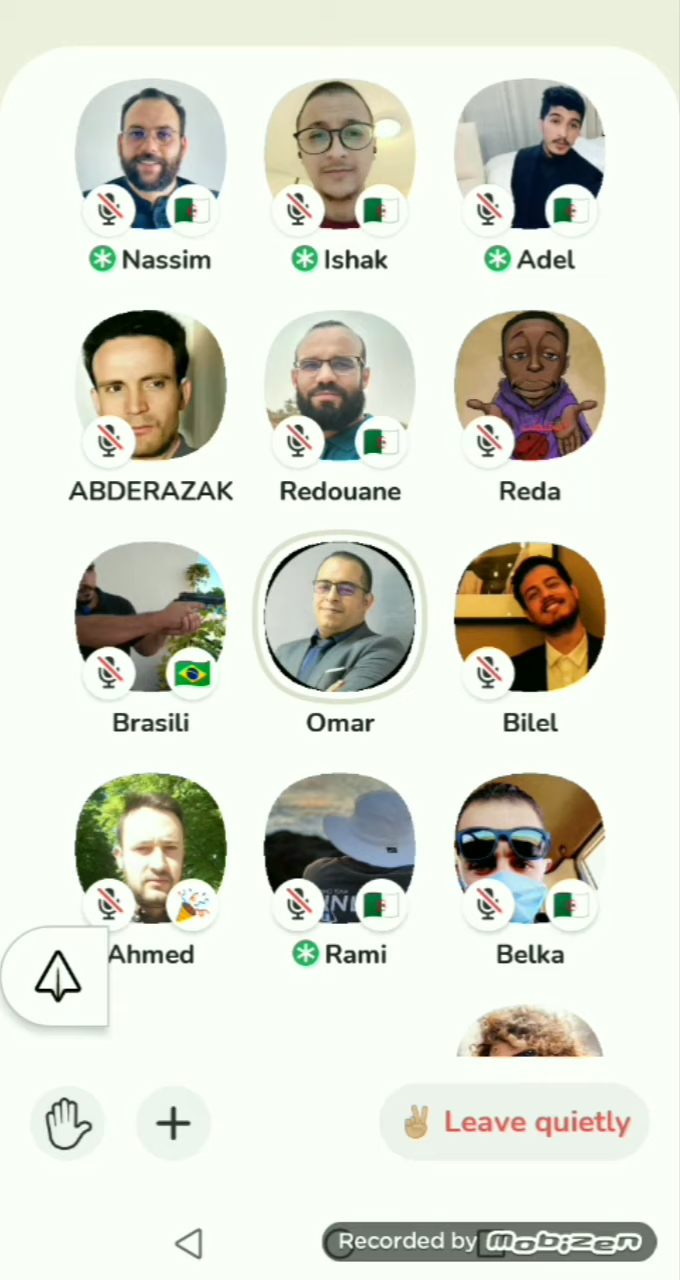 Nassim
Ishak
Adel
ABDERAZAK
Redouane
Reda
Brasili
Omar
Bilel
Ahmed
Rami
Belka
Leave quietly
Recorded by mobizen